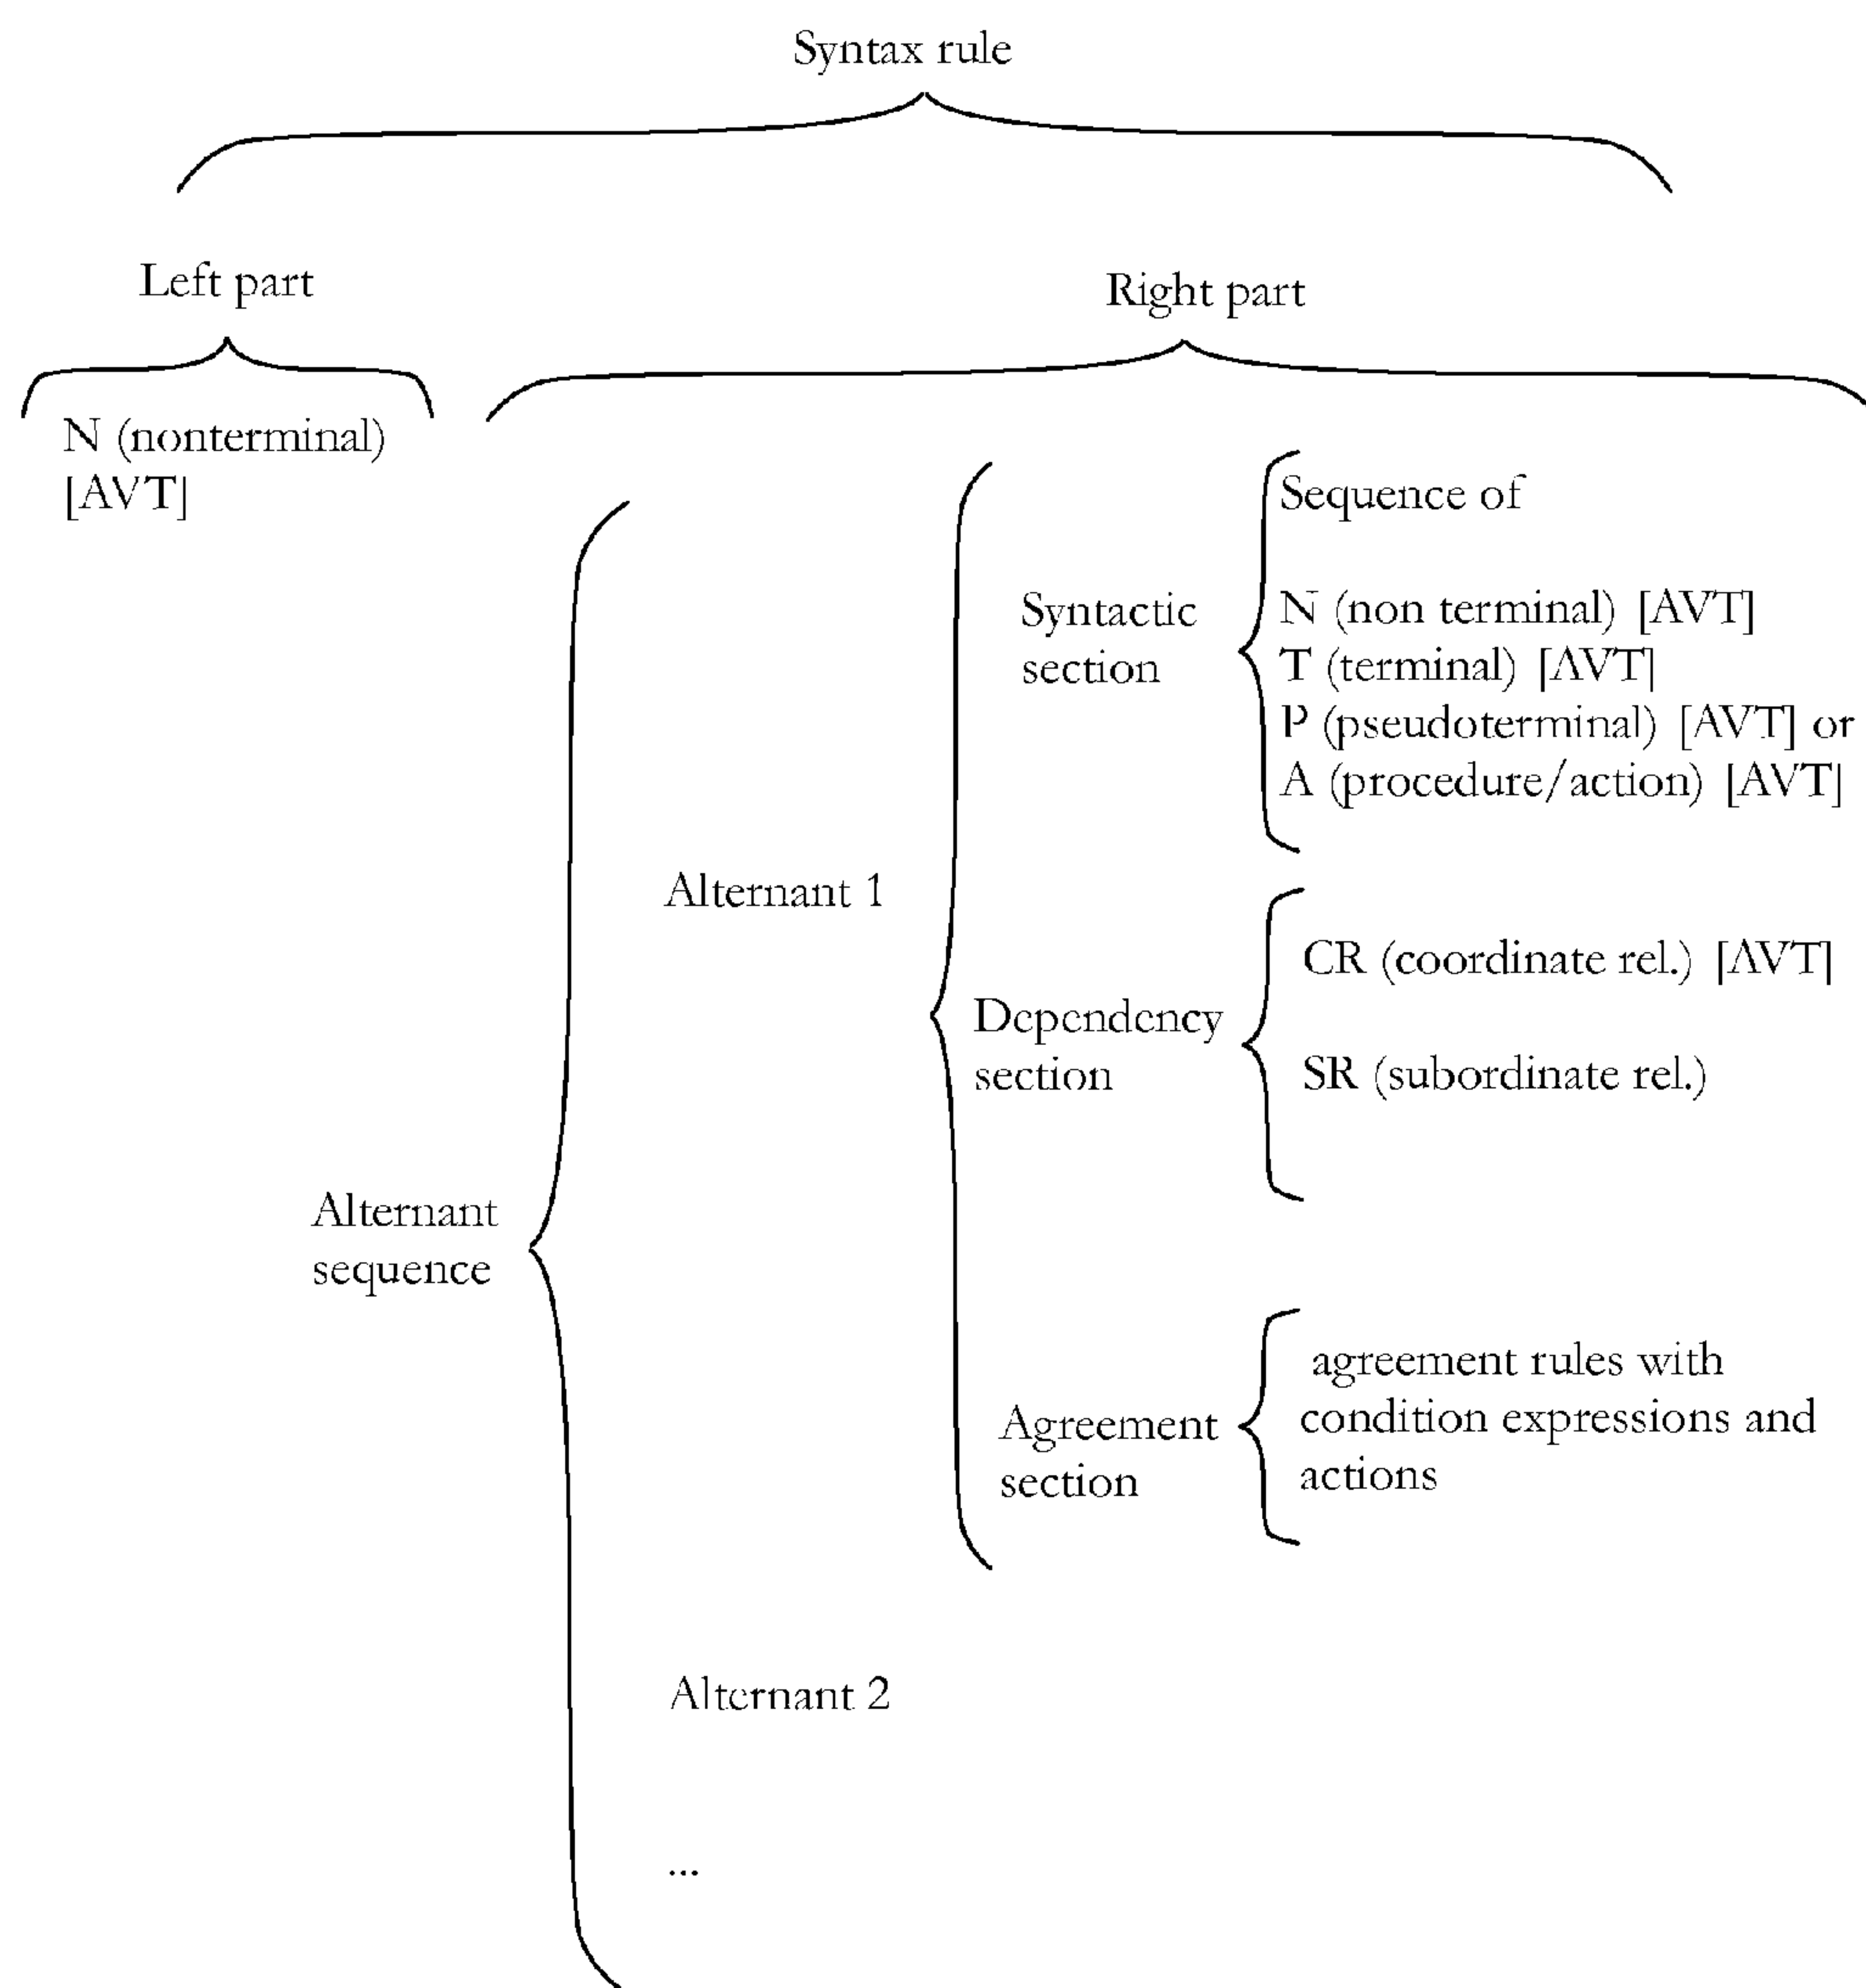 Syntax rule
Left part
Right part
N (nonterminal)
[AVT]
Sequence of
Syntactic
section
N (non terminal) [AVT]
T (terminal) [AVT]
P (pseudoterminal) [AVT] or
A (procedure/action) [AVT]
Alternant 1
CR (coordinate rel.) [AVT]
Dependency
section
SR (subordinate rel.)
Alternant
sequence
agreement rules with
condition expressions and
actions
Agreement
section
Alternant 2
...